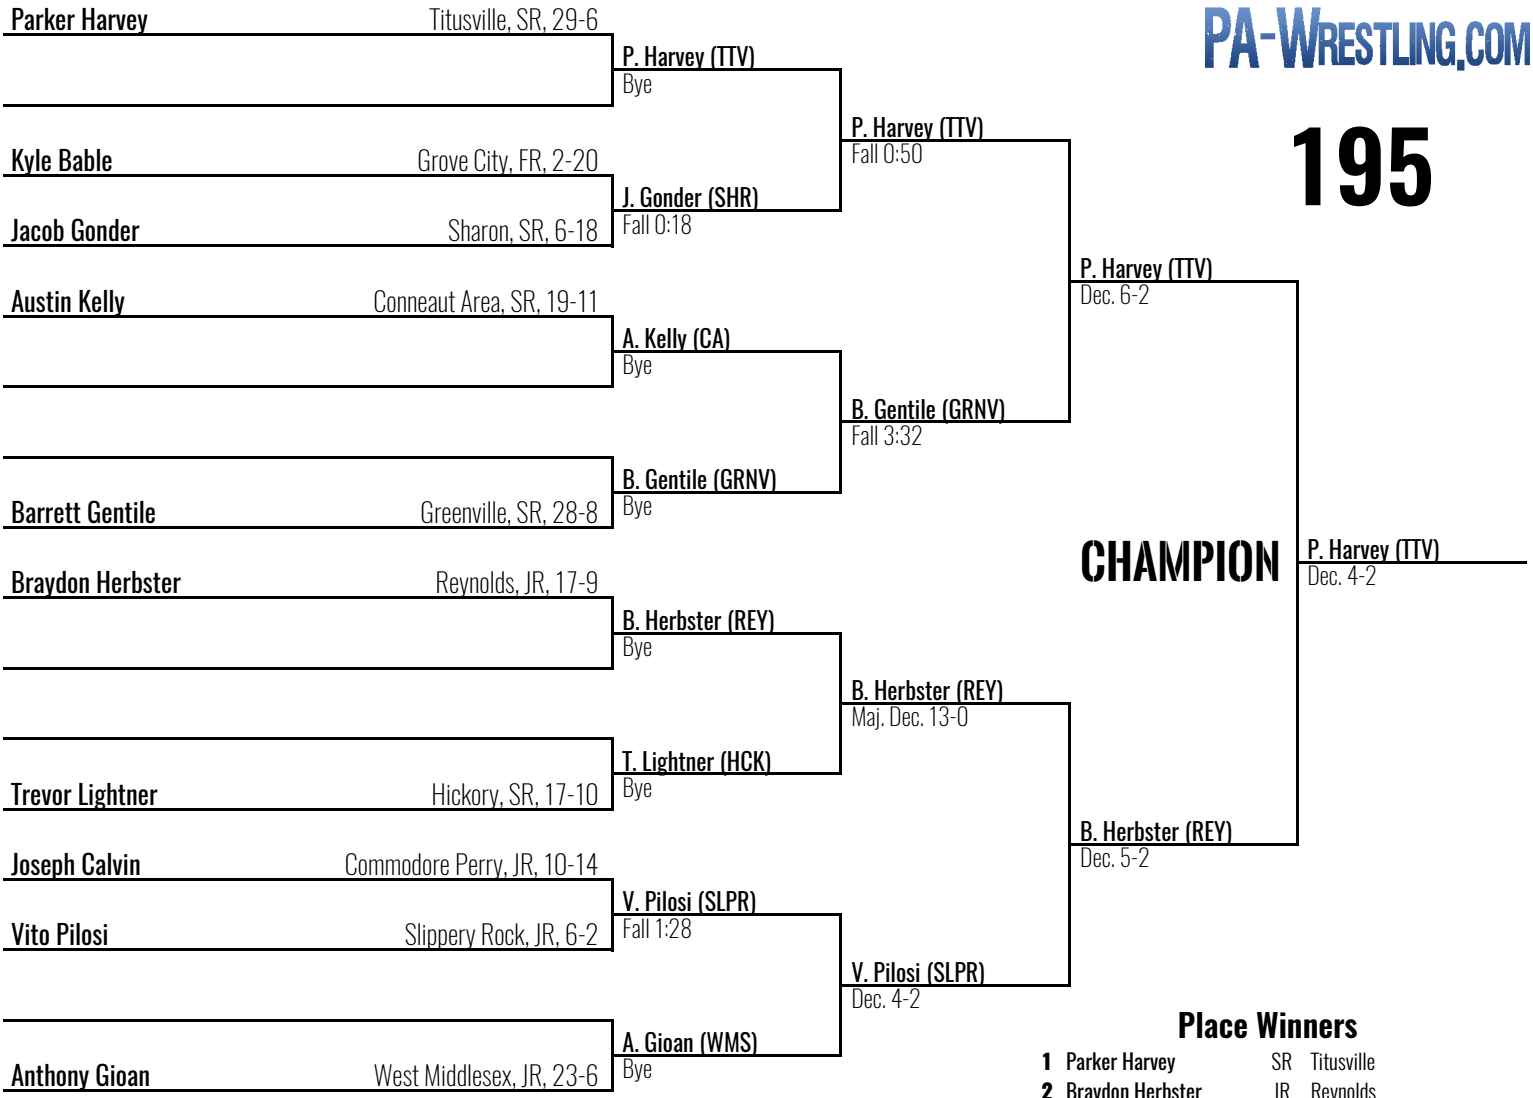 PA-WRESTLING.COM
195
Parker Harvey Titusville, SR, 29-6
P. Harvey (TTV)
Bye
P. Harvey (TTV)
Fall 0:50
Kyle Bable Grove City, FR, 2-20
J. Gonder (SHR)
Fall 0:18
Jacob Gonder Sharon, SR, 6-18
P. Harvey (TTV)
Dec. 6-2
Austin Kelly Conneaut Area, SR, 19-11
A. Kelly (CA)
Bye
B. Gentile (GRNV)
Fall 3:32
B. Gentile (GRNV)
Bye
Barrett Gentile Greenville, SR, 28-8
CHAMPION
P. Harvey (TTV)
Dec. 4-2
Braydon Herbster Reynolds, JR, 17-9
B. Herbster (REY)
Bye
B. Herbster (REY)
Maj. Dec. 13-0
T. Lightner (HCK)
Bye
Trevor Lightner Hickory, SR, 17-10
B. Herbster (REY)
Dec. 5-2
Joseph Calvin Commodore Perry, JR, 10-14
V. Pilosi (SLPR)
Fall 1:28
Vito Pilosi Slippery Rock, JR, 6-2
V. Pilosi (SLPR)
Dec. 4-2
A. Gioan (WMS)
Bye
Anthony Gioan West Middlesex, JR, 23-6
Place Winners
1 Parker Harvey SR Titusville
2 Braydon Herbster JR Reynolds